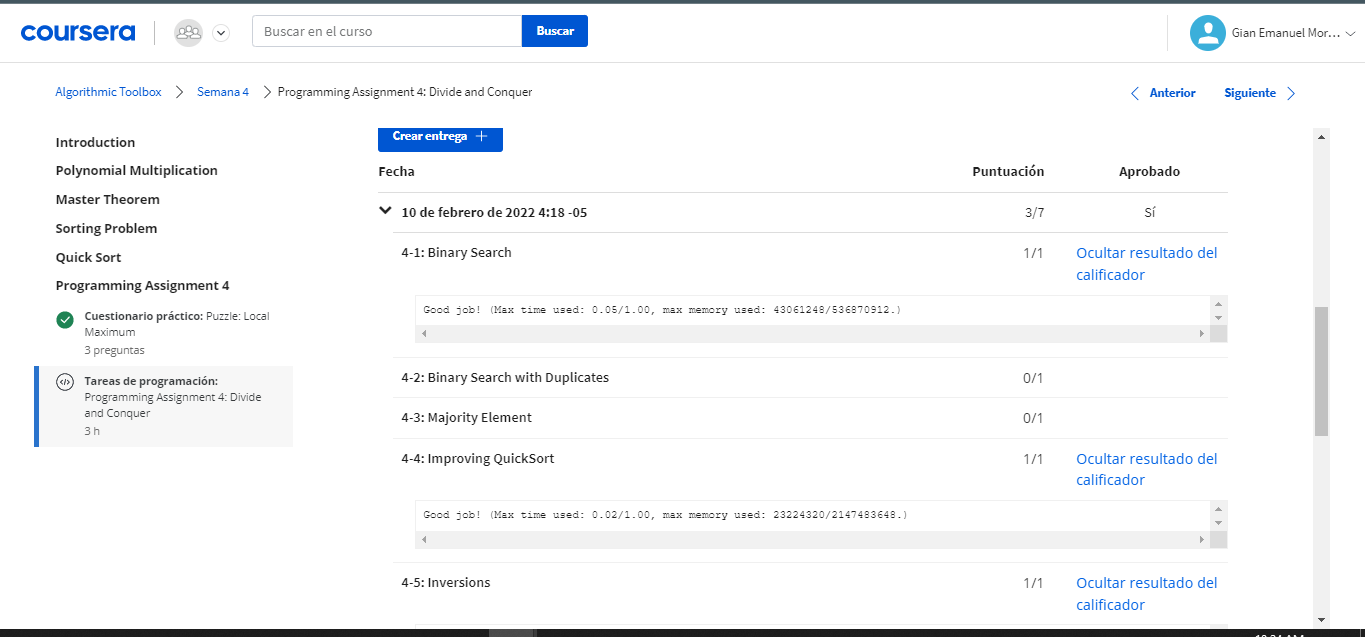 coursera
Buscar en el curso
Buscar
Gian Emanuel Mor...
Algorithmic Toolbox
Semana 4
Programming Assignment 4: Divide and Conquer
Anterior
Siguiente
Introduction
Polynomial Multiplication
Master Theorem
Sorting Problem
Quick Sort
Programming Assignment 4
Cuestionario práctico: Puzzle: Local
Maximum
3 preguntas
</>
Tareas de programación:
Programming Assignment 4: Divide
and Conquer
3 h
Crear entrega +
Fecha Puntuación Aprobado
10 de febrero de 2022 4:18 -05 3/7 Sí
4-1: Binary Search 1/1 Ocultar resultado del
calificador
Good job! (Max time used: 0.05/1.00, max memory used: 43061248/536870912.)
4-2: Binary Search with Duplicates 0/1
4-3: Majority Element 0/1
4-4: Improving QuickSort 1/1 Ocultar resultado del
calificador
Good job! (Max time used: 0.02/1.00, max memory used: 23224320/2147483648.)
4-5: Inversions 1/1 Ocultar resultado del
calificador